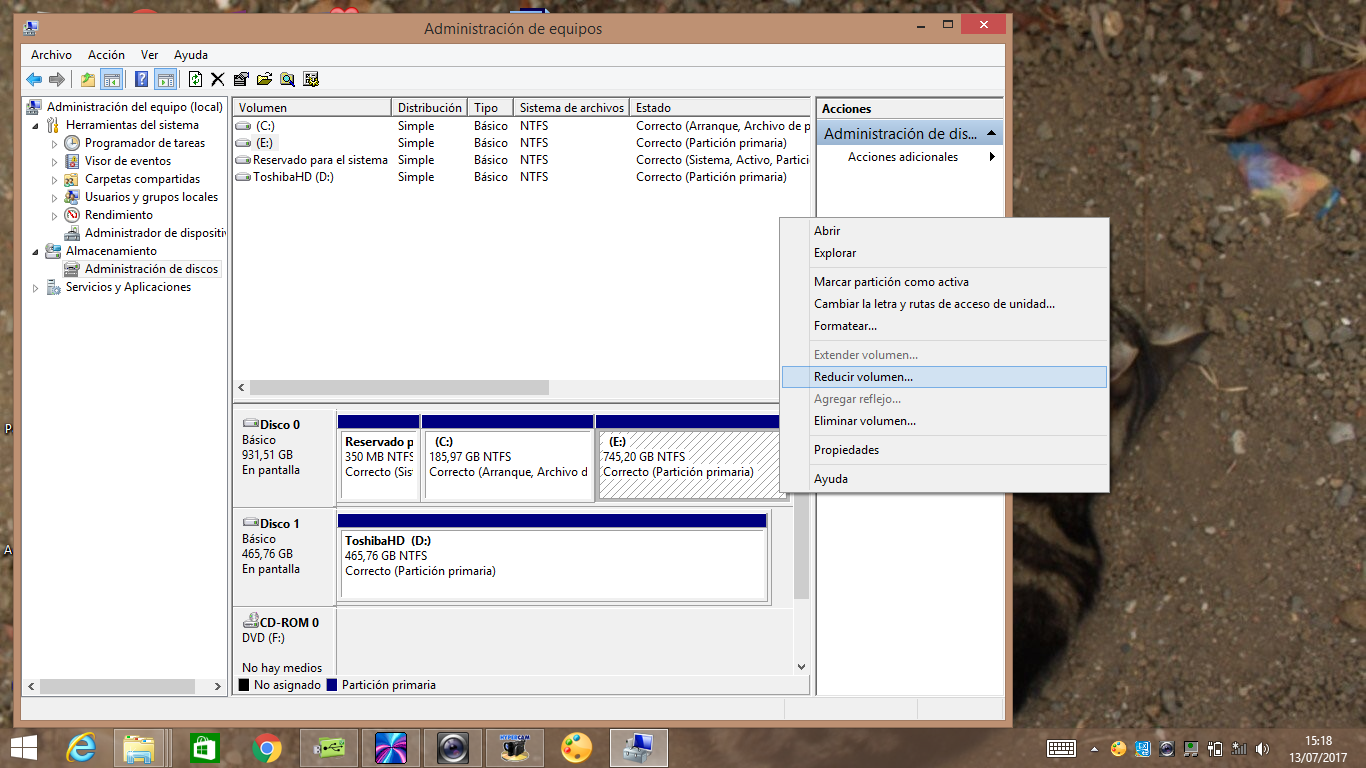 Administración de equipos
Archivo Acción Ver Ayuda
Administración del equipo (local)
Herramientas del sistema
Programador de tareas
Visor de eventos
Carpetas compartidas
Usuarios y grupos locales
Rendimiento
Administrador de dispositi
Almacenamiento
Administración de discos
Servicios y Aplicaciones
Volumen Distribución Tipo Sistema de archivos Estado
(C:) Simple Básico NTFS Correcto (Arranque, Archivo de p
(E:) Simple Básico NTFS Correcto (Partición primaria)
Reservado para el sistema Simple Básico NTFS Correcto (Sistema, Activo, Partici
ToshibaHD (D:) Simple Básico NTFS Correcto (Partición primaria)
Acciones
Administración de dis...
Acciones adicionales
Abrir
Explorar
Marcar partición como activa
Cambiar la letra y rutas de acceso de unidad...
Formatear...
Extender volumen...
Reducir volumen...
Agregar reflejo...
Eliminar volumen...
Propiedades
Ayuda
Disco 0
Básico
931,51 GB
En pantalla
Reservado p
350 MB NTFS
Correcto (Sis
(C:)
185,97 GB NTFS
Correcto (Arranque, Archivo d
(E:)
745,20 GB NTFS
Correcto (Partición primaria)
Disco 1
Básico
465,76 GB
En pantalla
ToshibaHD (D:)
465,76 GB NTFS
Correcto (Partición primaria)
CD-ROM 0
DVD (F:)
No hay medios
No asignado Partición primaria
P
A
HYPERCAM
15:18
13/07/2017